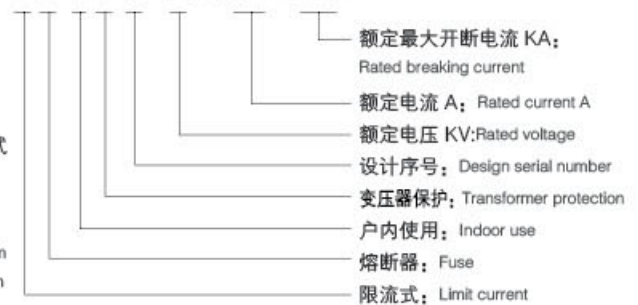 额定最大开断电流 KA：
Rated breaking current
额定电流 A：Rated current A
额定电压 KV:Rated voltage
设计序号：Design serial number
变压器保护：Transformer protection
户内使用：Indoor use
熔断器：Fuse
限流式：Limit current
式